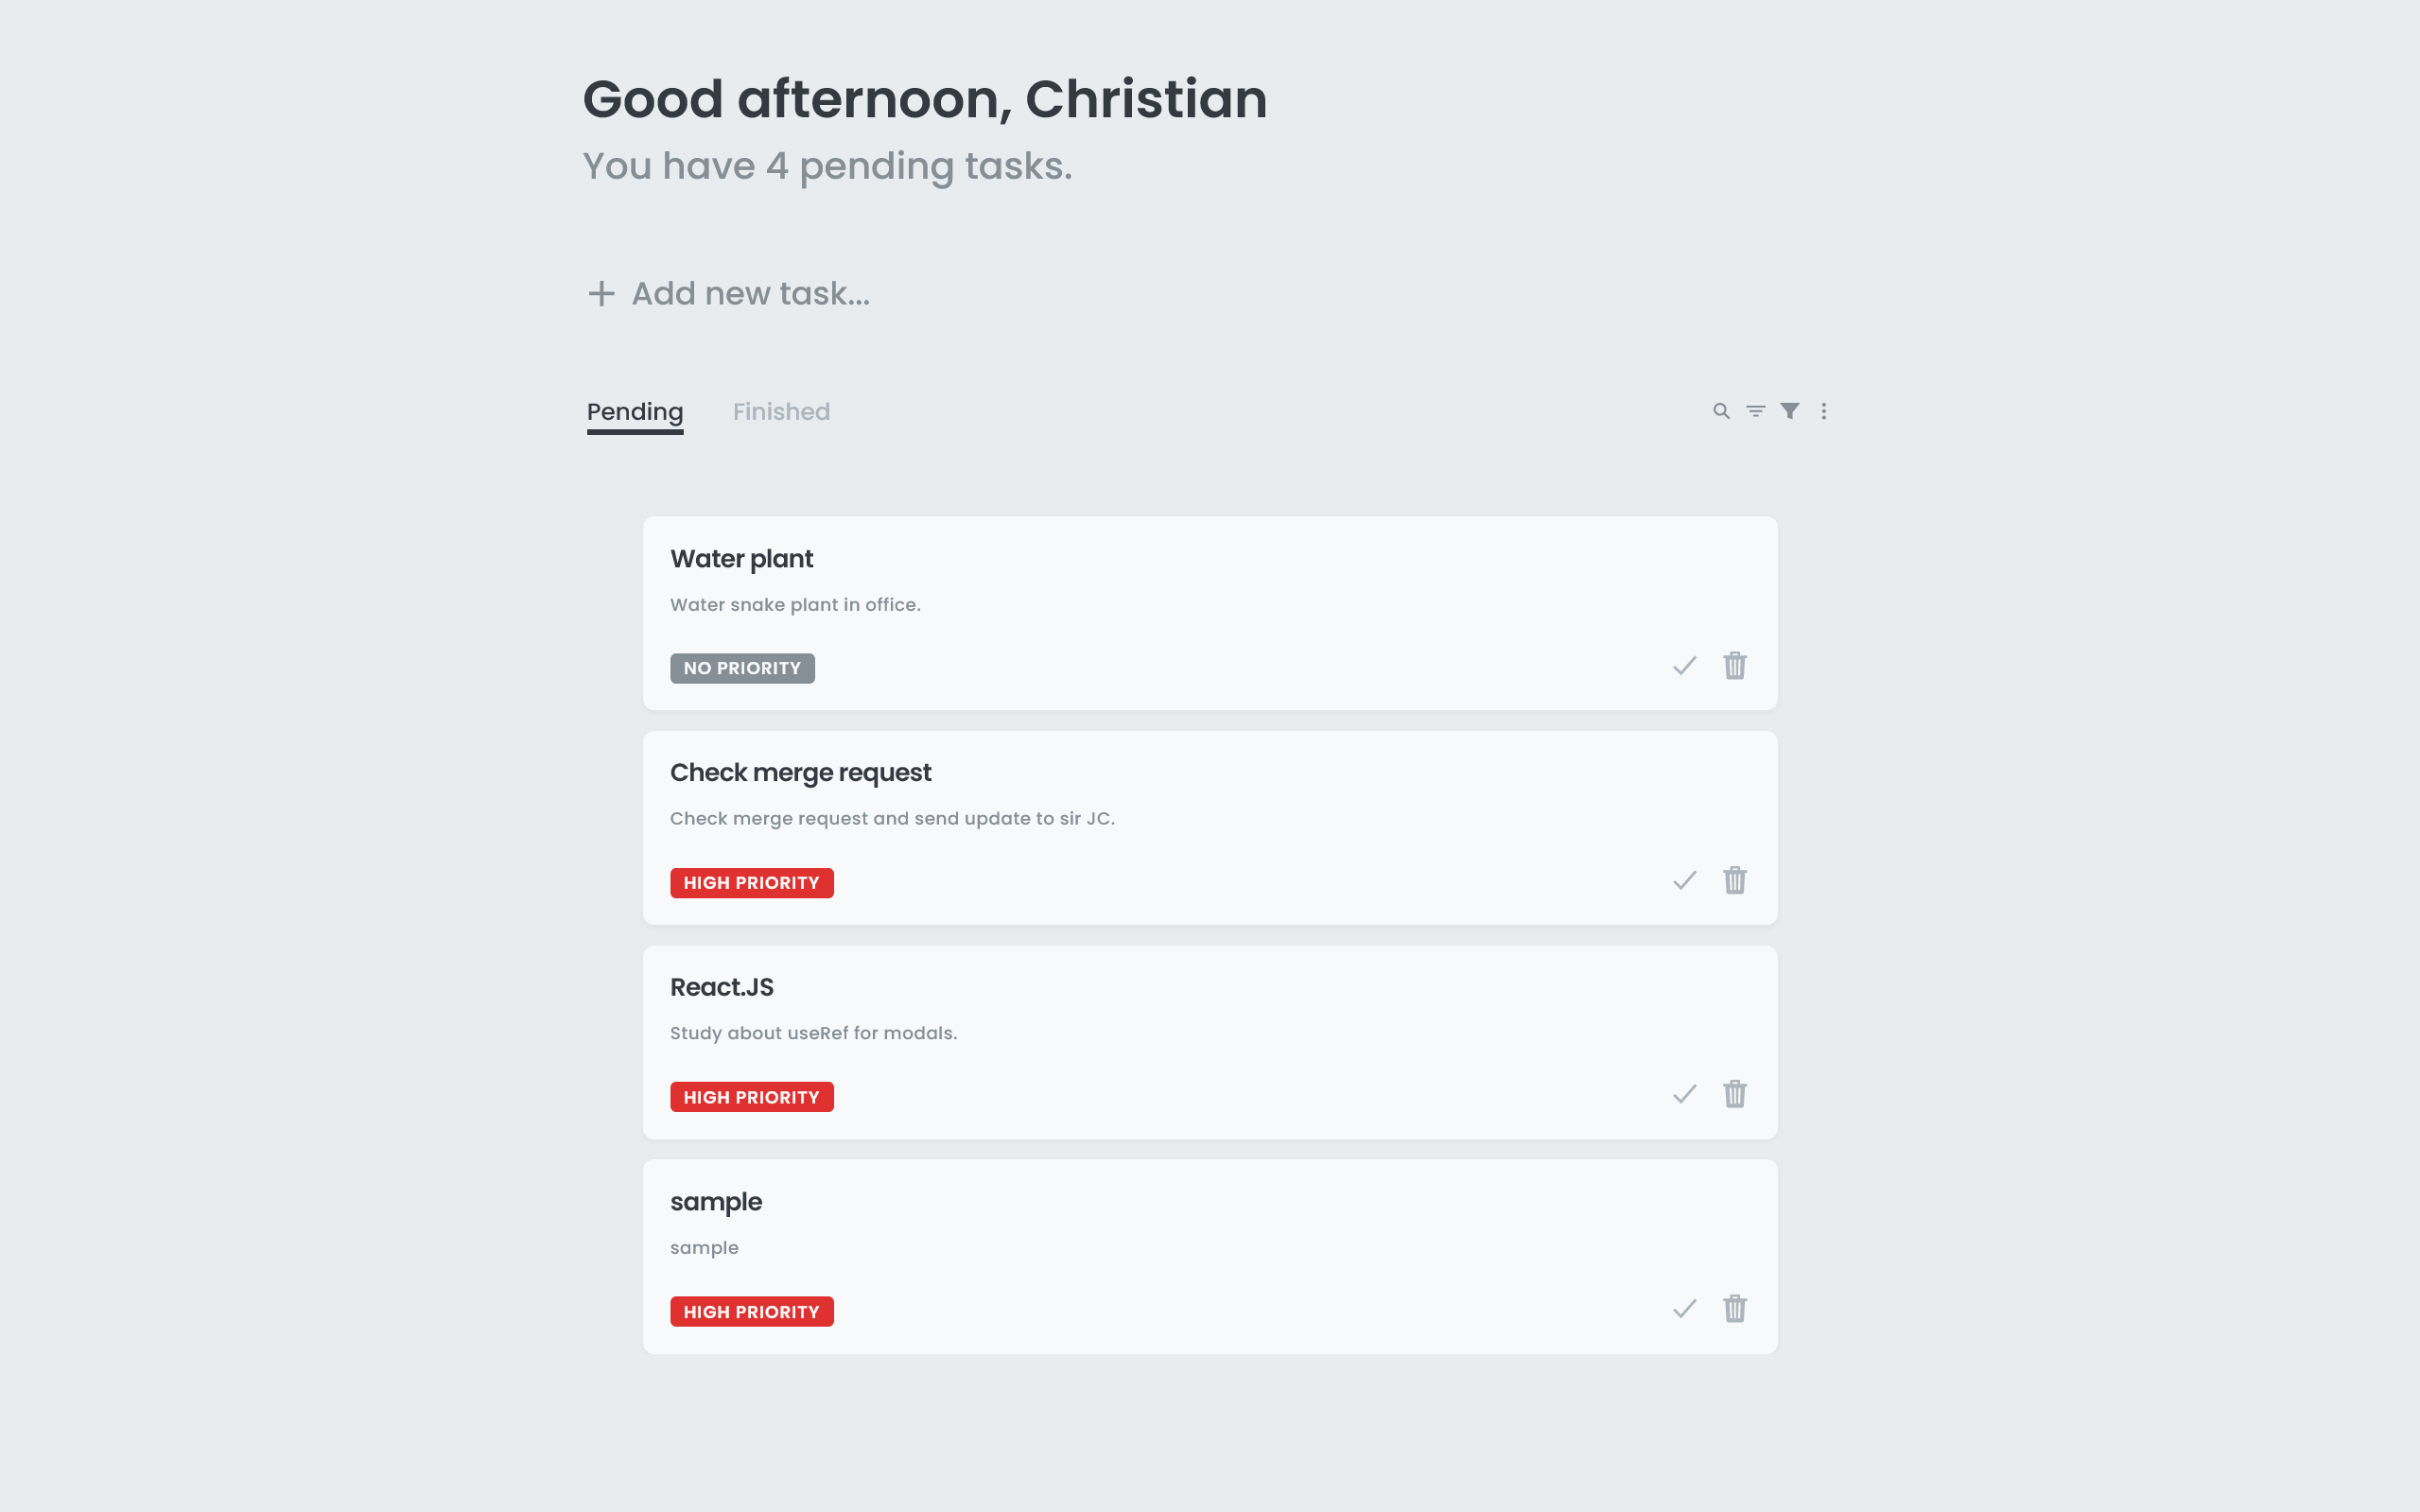 Good afternoon, Christian
You have 4 pending tasks.
Add new task...
Pending
Finished
Water plant
Water snake plant in office.
NO PRIORITY
Check merge request
Check merge request and send update to sir JC.
HIGH PRIORITY
React.JS
Study about useRef for modals.
HIGH PRIORITY
sample
sample
HIGH PRIORITY